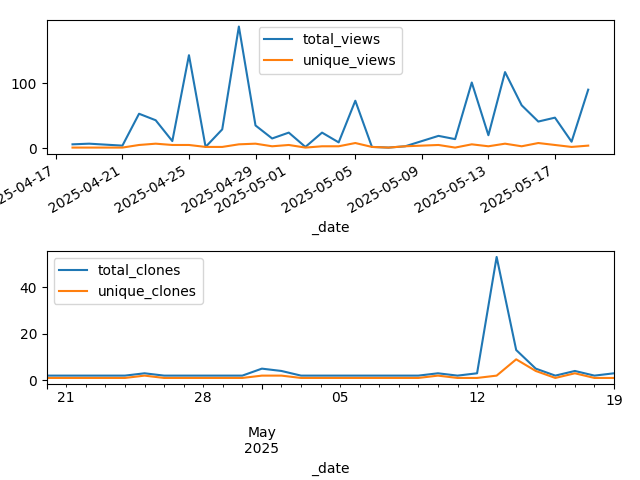 total_views
unique_views
100
0
25-04-17
2025-04-21
2025-04-25
2025-04-29
2025-05-01
2025-05-05
2025-05-09
2025-05-13
2025-05-17
_date
total_clones
unique_clones
40
20
0
21
28
05
12
19
May
2025
_date